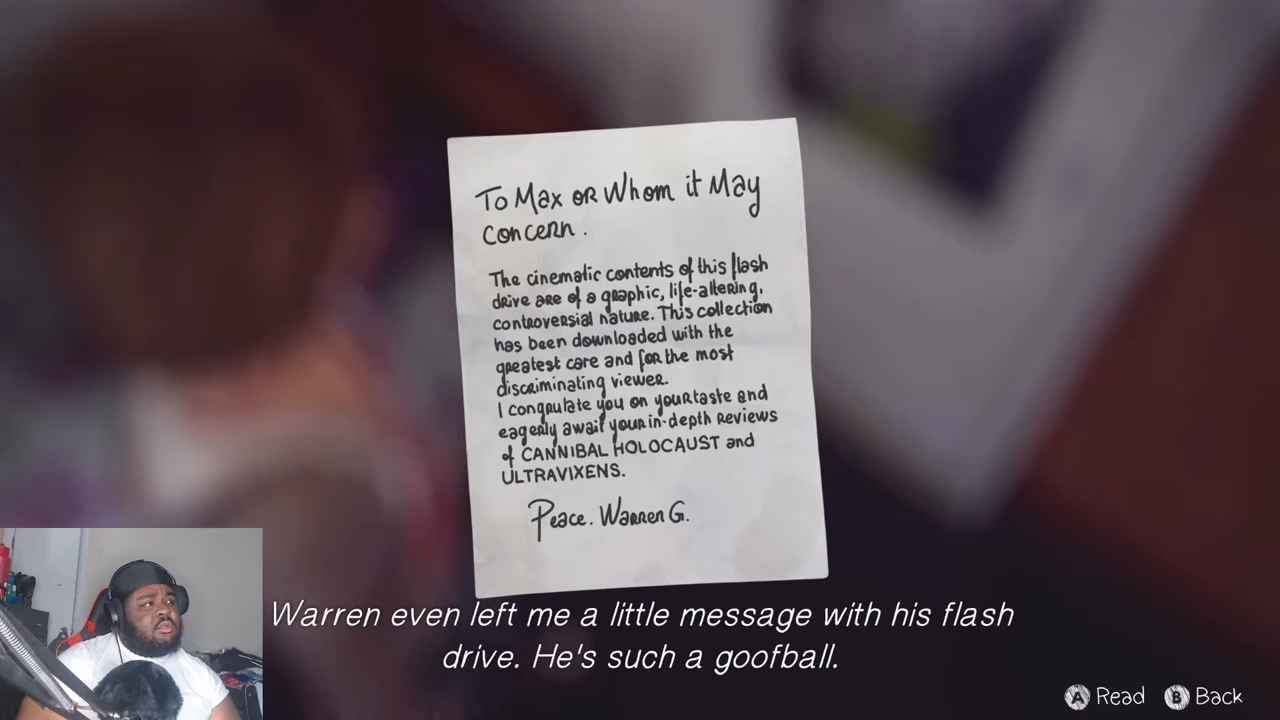 To Max or Whom it May
Concern.
The cinematic contents of this flash
drive are of a graphic, life-altering,
controversial nature. This collection
has been downloaded with the
greatest care and for the most
discriminating viewer.
I congrulate you on your taste and
eagerly await your in-depth reviews
of CANNIBAL HOLOCAUST and
ULTRAVIXENS.
Peace. Warren G.
Warren even left me a little message with his flash
drive. He's such a goofball.
A Read B Back